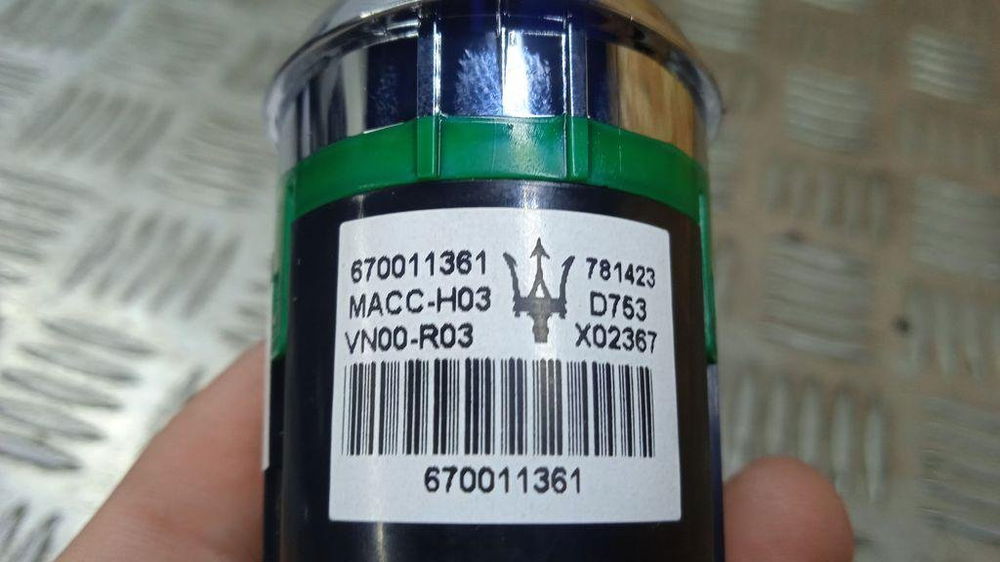 670011361
MACC-H03
VN00-R03
781423
D753
X02367
670011361